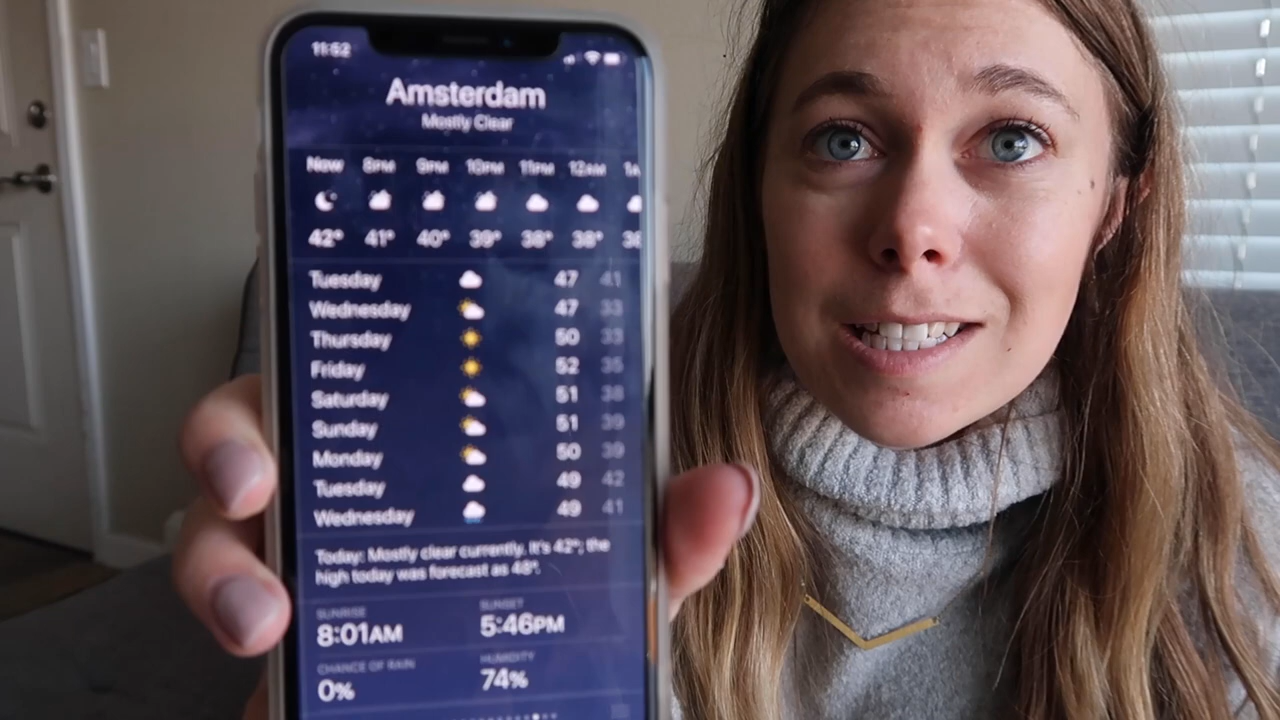 11:52
Amsterdam
Mostly Clear
Now 8PM 9PM 10PM 11PM 12AM
42° 41° 40° 39° 38° 38°
Tuesday 47 41
Wednesday 47 33
Thursday 50 33
Friday 52 35
Saturday 51 38
Sunday 51 39
Monday 50 39
Tuesday 49 42
Wednesday 49 41
Today: Mostly clear currently. It's 42°; the
high today was forecast as 48°.
SUNRISE SUNSET
8:01AM 5:46PM
CHANCE OF RAIN HUMIDITY
0% 74%